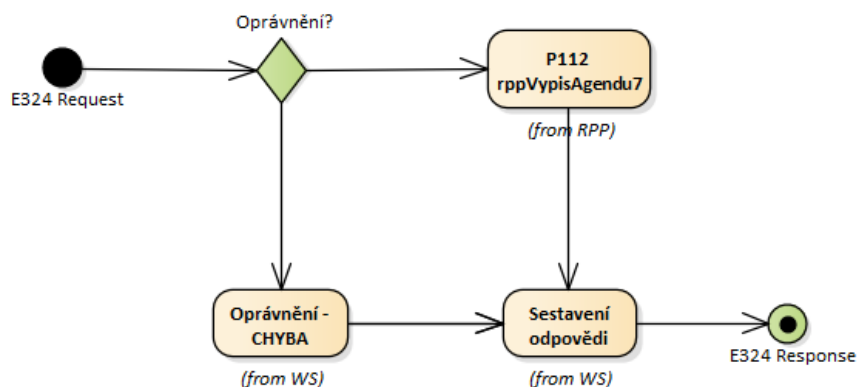 Oprávnění?
E324 Request
P112
rppVypisAgendu7
(from RPP)
Oprávnění -
CHYBA
(from WS)
Sestavení
odpovědi
(from WS)
E324 Response